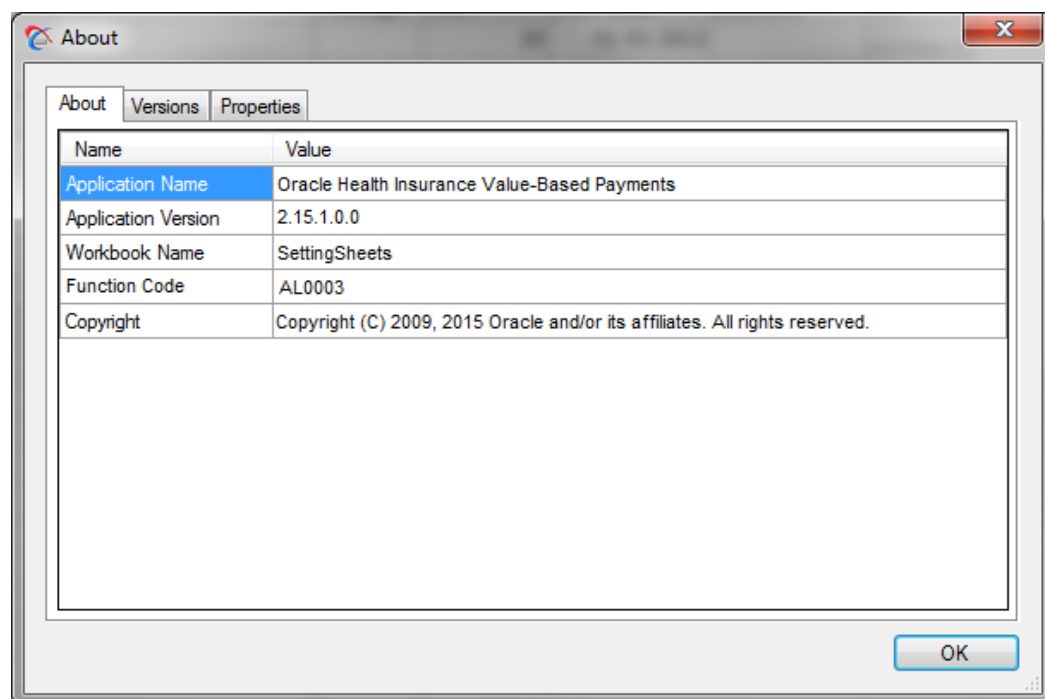 About
About Versions Properties
Name Value
Application Name Oracle Health Insurance Value-Based Payments
Application Version 2.15.1.0.0
Workbook Name SettingSheets
Function Code AL0003
Copyright Copyright (C) 2009, 2015 Oracle and/or its affiliates. All rights reserved.
OK